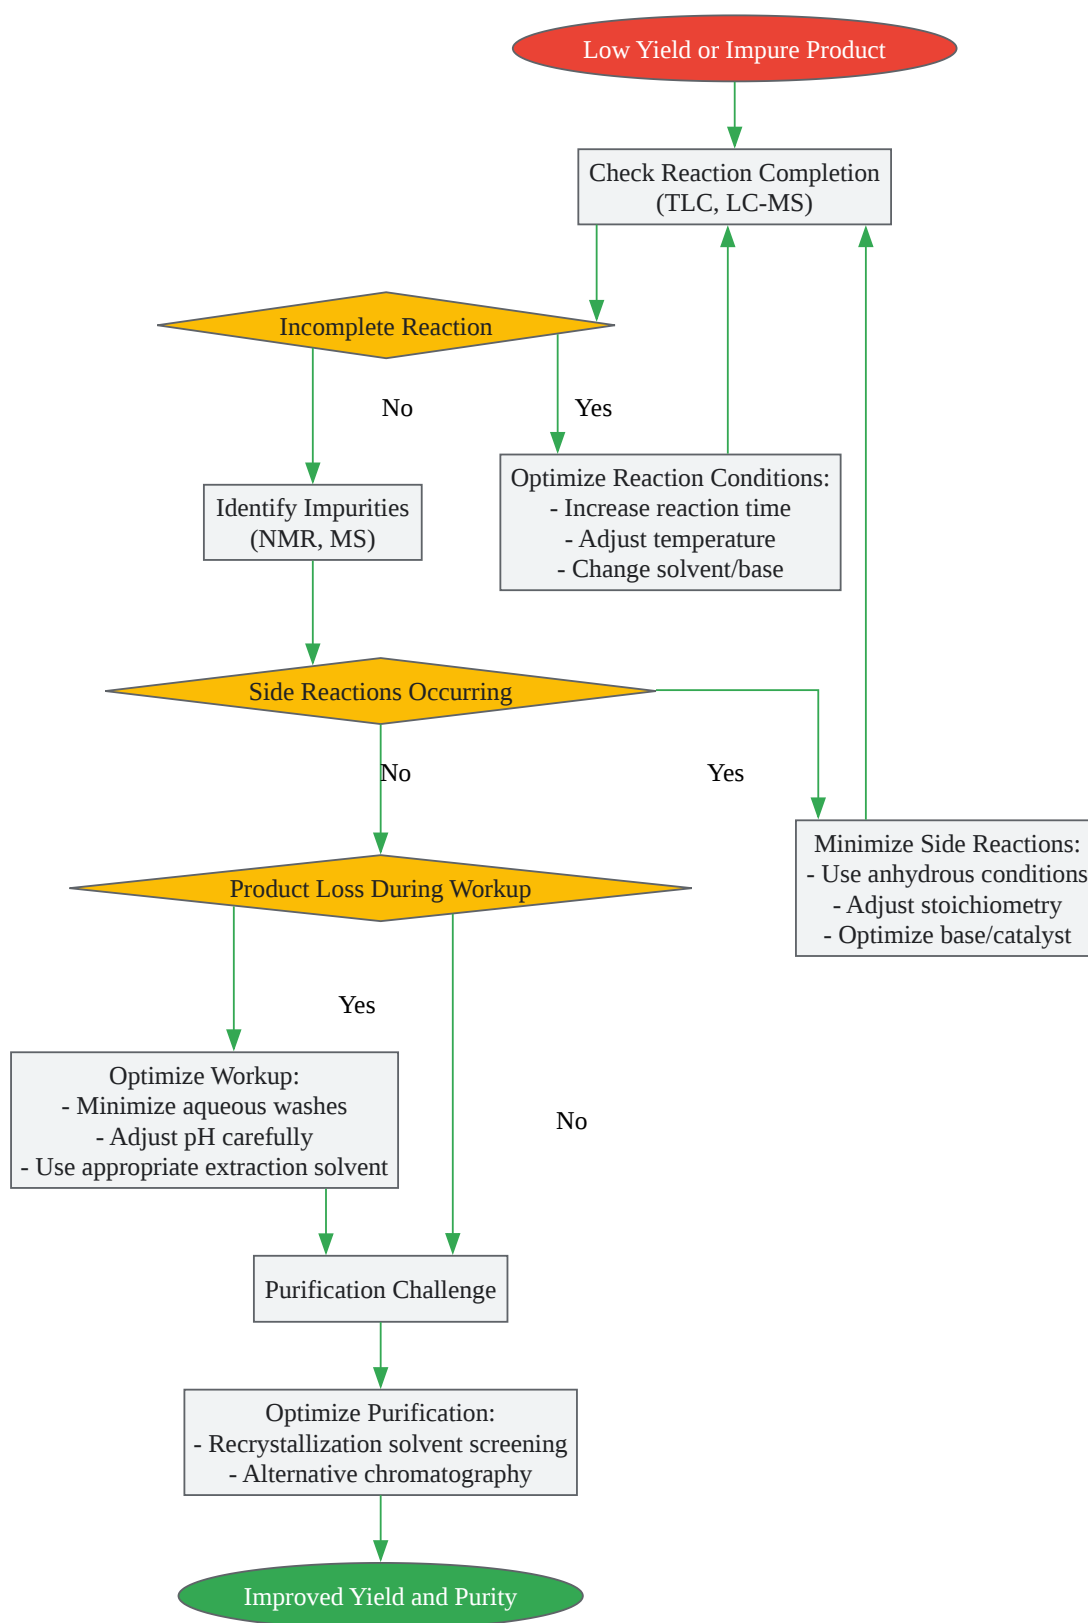 Low Yield or Impure Product
Check Reaction Completion
(TLC, LC-MS)
Incomplete Reaction
No
Yes
Optimize Reaction Conditions:
- Increase reaction time
- Adjust temperature
- Change solvent/base
Identify Impurities
(NMR, MS)
Side Reactions Occurring
No
Yes
Minimize Side Reactions:
- Use anhydrous conditions
- Adjust stoichiometry
- Optimize base/catalyst
Product Loss During Workup
Yes
No
Optimize Workup:
- Minimize aqueous washes
- Adjust pH carefully
- Use appropriate extraction solvent
Purification Challenge
Optimize Purification:
- Recrystallization solvent screening
- Alternative chromatography
Improved Yield and Purity